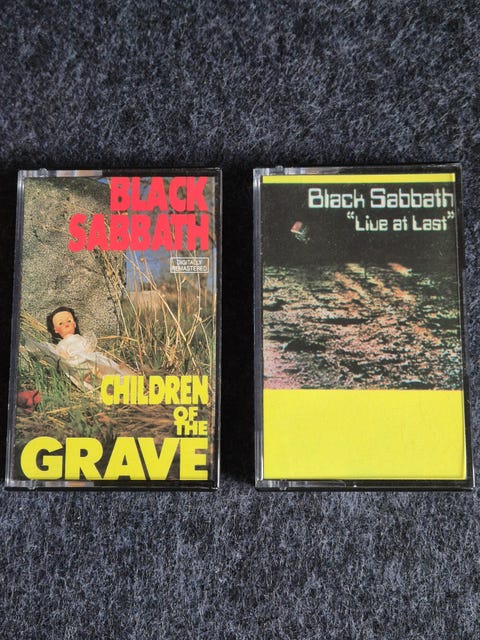 BLACK
SABBATH
DIGITALLY
REMASTERED
CHILDREN
OF
THE
GRAVE
Black Sabbath
"Live at Last"